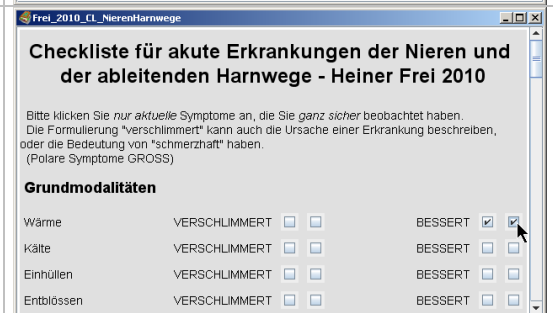 Frei_2010_CL_NierenHarnwege
Checkliste für akute Erkrankungen der Nieren und
der ableitenden Harnwege - Heiner Frei 2010
Bitte klicken Sie nur aktuelle Symptome an, die Sie ganz sicher beobachtet haben.
Die Formulierung "verschlimmert" kann auch die Ursache einer Erkrankung beschreiben,
oder die Bedeutung von "schmerzhaft" haben.
(Polare Symptome GROSS)
Grundmodalitäten
Wärme VERSCHLIMMERT BESSERT
Kälte VERSCHLIMMERT BESSERT
Einhüllen VERSCHLIMMERT BESSERT
Entblössen VERSCHLIMMERT BESSERT